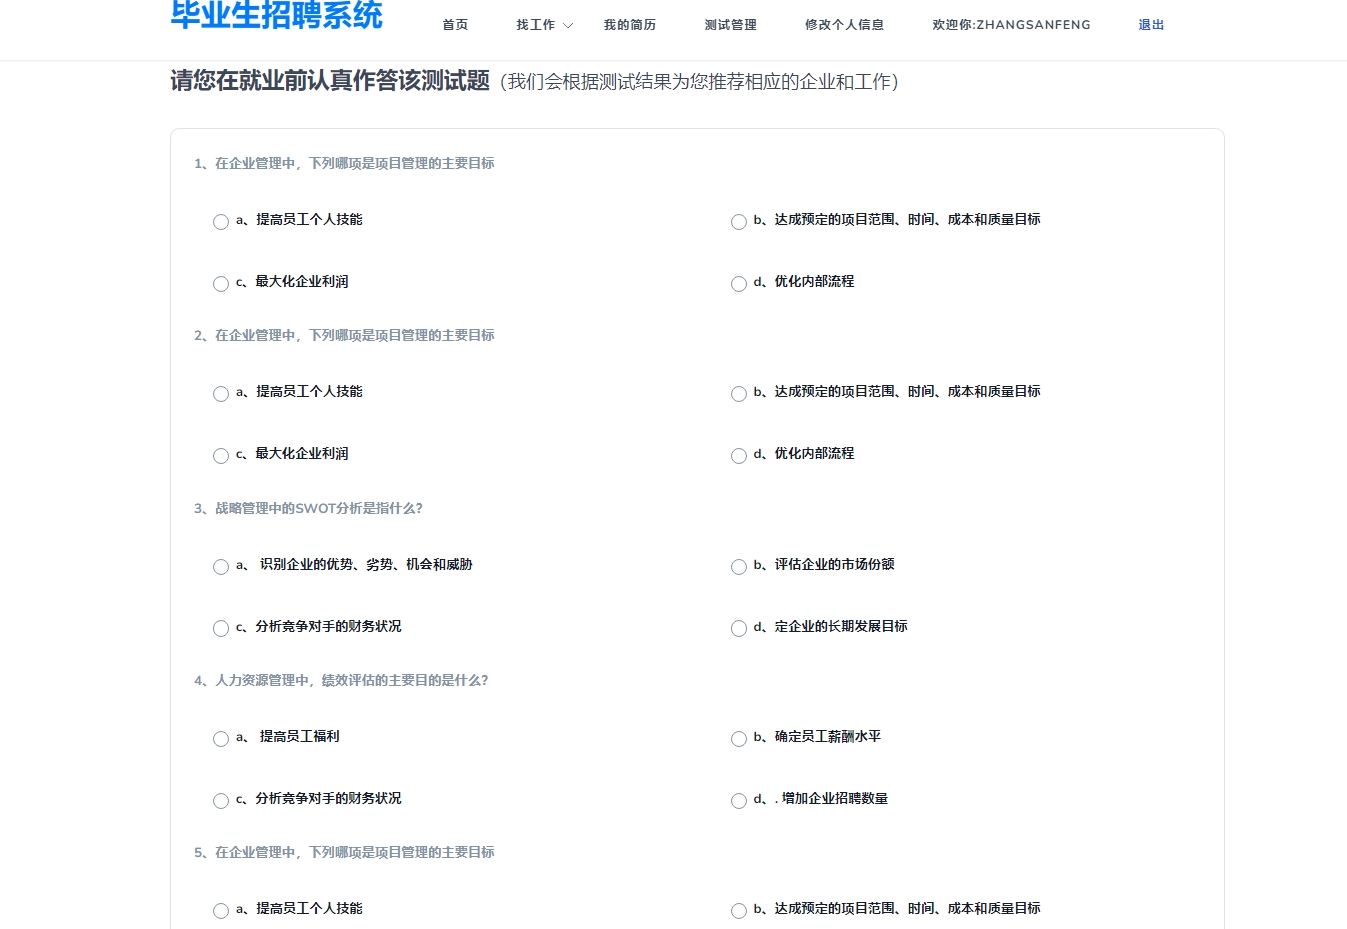 毕业生招聘系统 首页 找工作 我的简历 测试管理 修改个人信息 欢迎你:ZHANGSANFENG 退出
请您在就业前认真作答该测试题（我们会根据测试结果为您推荐相应的企业和工作）
1、在企业管理中，下列哪项是项目管理的主要目标
a、提高员工个人技能 b、达成预定的项目范围、时间、成本和质量目标
c、最大化企业利润 d、优化内部流程
2、在企业管理中，下列哪项是项目管理的主要目标
a、提高员工个人技能 b、达成预定的项目范围、时间、成本和质量目标
c、最大化企业利润 d、优化内部流程
3、战略管理中的SWOT分析是指什么?
a、 识别企业的优势、劣势、机会和威胁 b、评估企业的市场份额
c、分析竞争对手的财务状况 d、定企业的长期发展目标
4、人力资源管理中，绩效评估的主要目的是什么?
a、 提高员工福利 b、确定员工薪酬水平
c、分析竞争对手的财务状况 d、. 增加企业招聘数量
5、在企业管理中，下列哪项是项目管理的主要目标
a、提高员工个人技能 b、达成预定的项目范围、时间、成本和质量目标